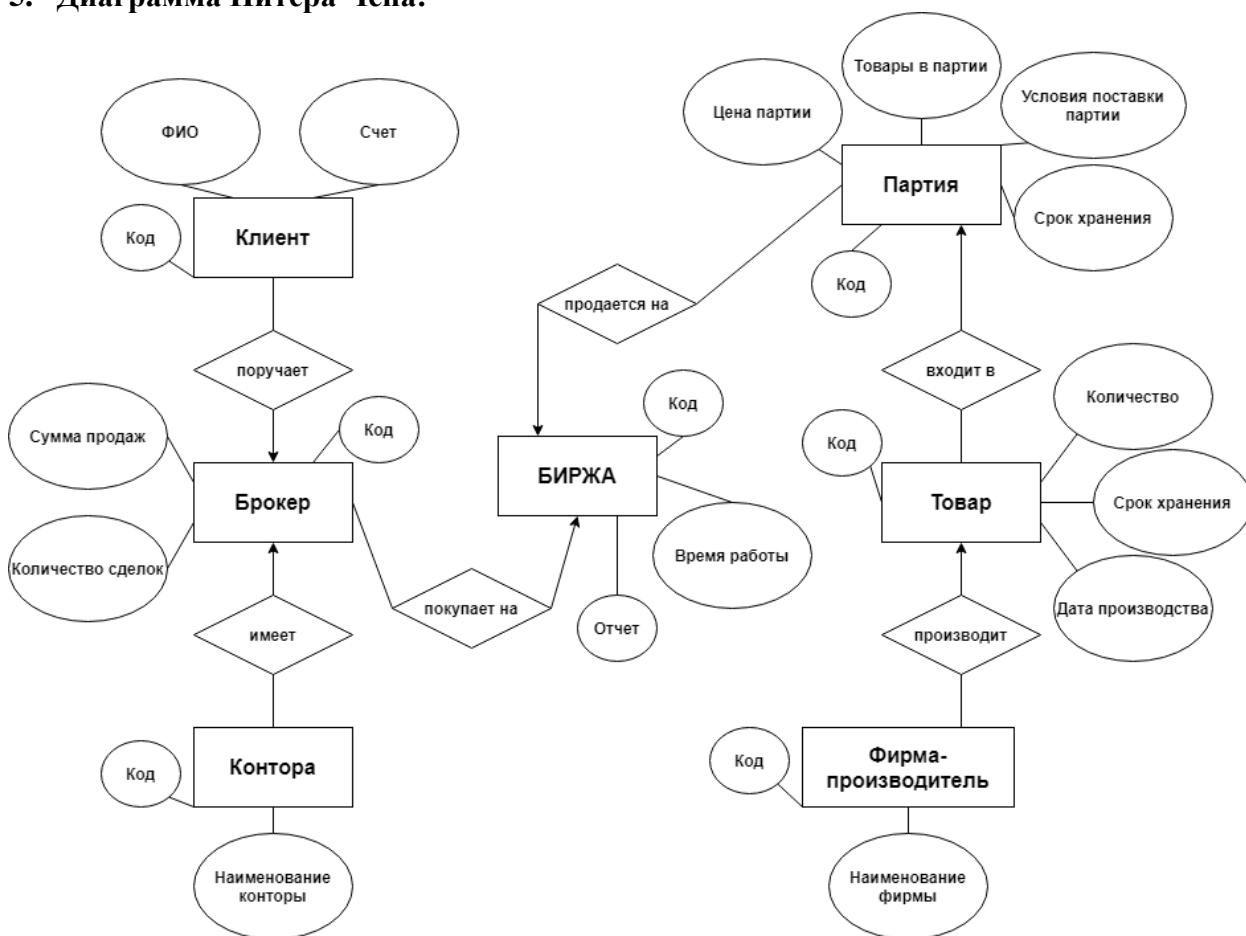 3. Диаграмма Питера Чена:
Товары в партии
Цена партии
Условия поставки
партии
ФИО
Счет
Партия
Срок хранения
Код
Клиент
Код
продается на
поручает
входит в
Код
Количество
Сумма продаж
Код
Код
БИРЖА
Брокер
Товар
Срок хранения
Время работы
Количество сделок
покупает на
Дата производства
Отчет
имеет
производит
Контора
Код
Код
Фирма-
производитель
Наименование
конторы
Наименование
фирмы